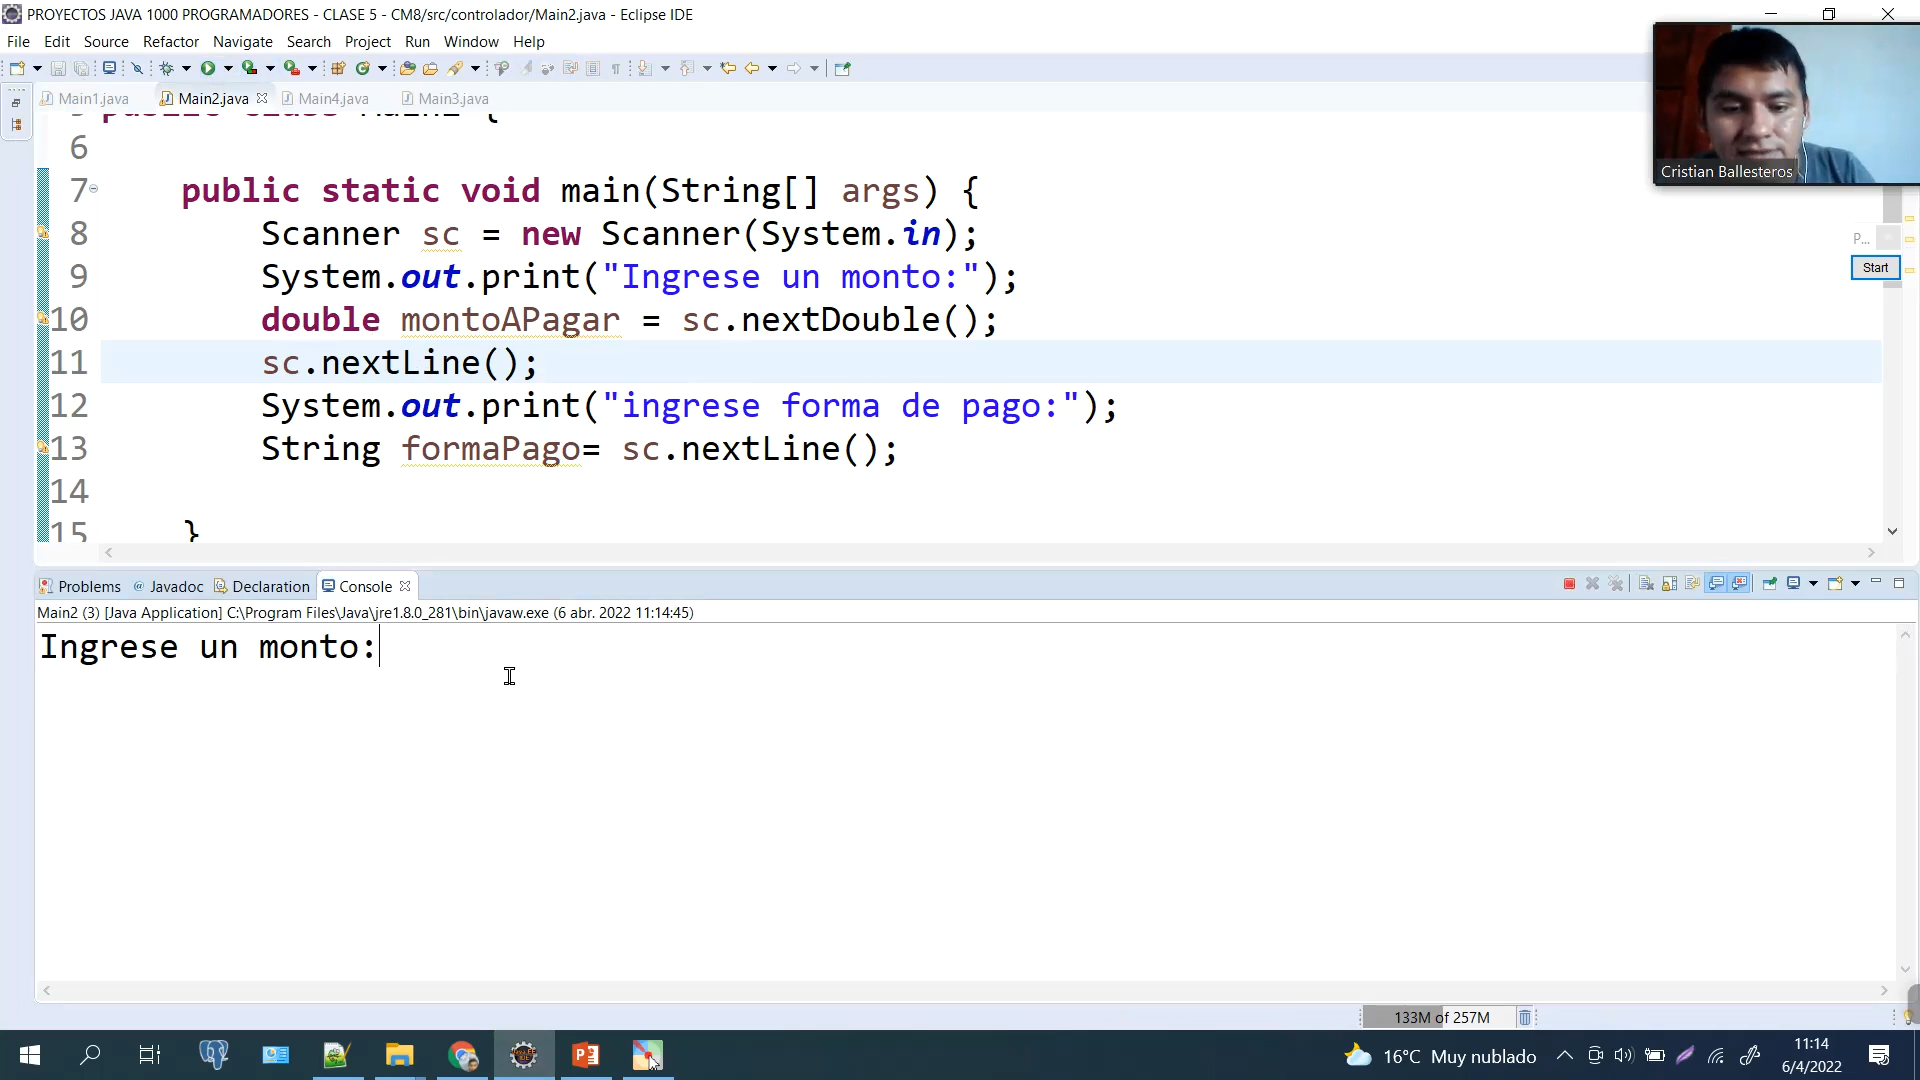 PROYECTOS JAVA 1000 PROGRAMADORES - CLASE 5 - CM8/src/controlador/Main2.java - Eclipse IDE
File Edit Source Refactor Navigate Search Project Run Window Help
Main1.java Main2.java Main4.java Main3.java
6
7 public static void main(String[] args) {
8 Scanner sc = new Scanner(System.in);
9 System.out.print("Ingrese un monto:");
10 double montoAPagar = sc.nextDouble();
11 sc.nextLine();
12 System.out.print("ingrese forma de pago:");
13 String formaPago= sc.nextLine();
14
15 }
Cristian Ballesteros
P...
Start
Problems Javadoc Declaration Console
Main2 (3) [Java Application] C:\Program Files\Java\jre1.8.0_281\bin\javaw.exe (6 abr. 2022 11:14:45)
Ingrese un monto:
133M of 257M
16°C Muy nublado
11:14
6/4/2022